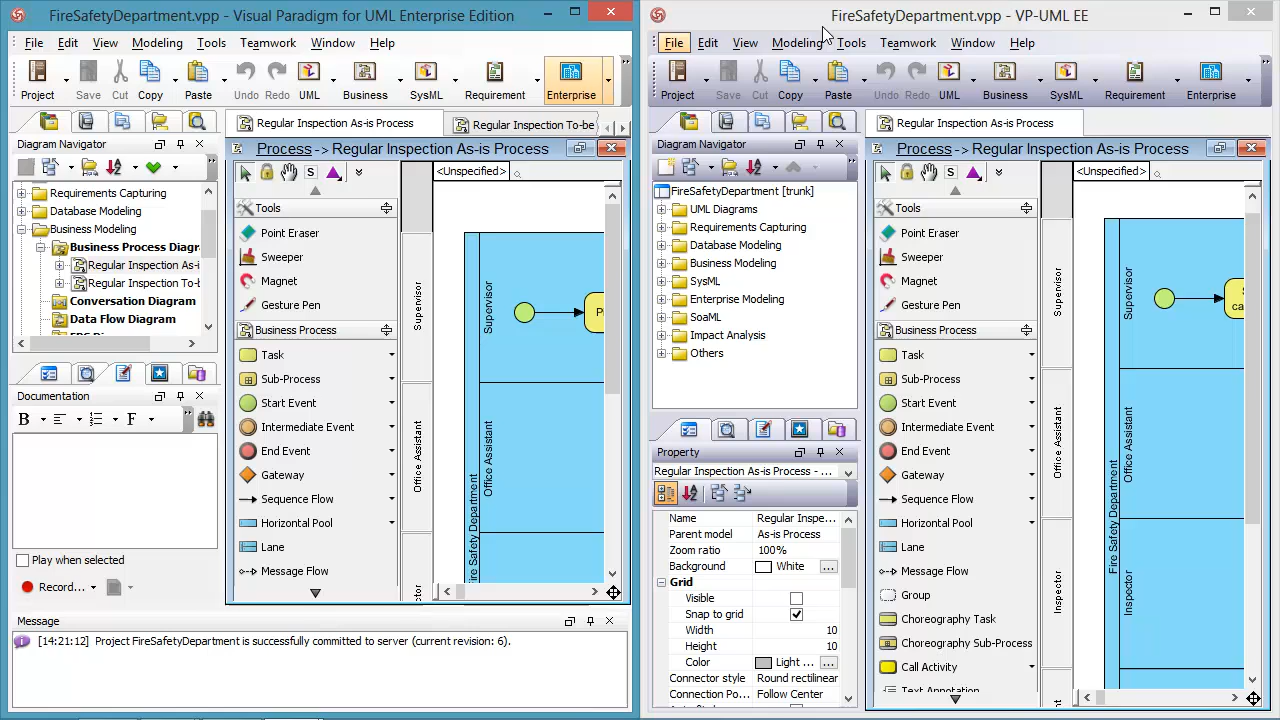 FireSafetyDepartment.vpp - Visual Paradigm for UML Enterprise Edition
File Edit View Modeling Tools Teamwork Window Help
Project Save Cut Copy Paste Undo Redo UML Business SysML Requirement Enterprise
Regular Inspection As-is Process
Regular Inspection To-be
Diagram Navigator
Process -> Regular Inspection As-is Process
Requirements Capturing
Database Modeling
Business Modeling
Business Process Diagr
Regular Inspection As-i
Regular Inspection To-b
Conversation Diagram
Data Flow Diagram
<Unspecified>
Tools
Point Eraser
Sweeper
Magnet
Gesture Pen
Business Process
Task
Sub-Process
Start Event
Intermediate Event
End Event
Gateway
Sequence Flow
Horizontal Pool
Lane
Message Flow
Supervisor
Office Assistant
Supervisor
Office Assistant
Fire Safety Department
Documentation
B F
Play when selected
Record...
Message
[14:21:12] Project FireSafetyDepartment is successfully committed to server (current revision: 6).
FireSafetyDepartment.vpp - VP-UML EE
File Edit View Modeling Tools Teamwork Window Help
Project Save Cut Copy Paste Undo Redo UML Business SysML Requirement Enterprise
Regular Inspection As-is Process
Diagram Navigator
Process -> Regular Inspection As-is Process
FireSafetyDepartment [trunk]
UML Diagrams
Requirements Capturing
Database Modeling
Business Modeling
SysML
Enterprise Modeling
SoaML
Impact Analysis
Others
Property
Regular Inspection As-is Process - ...
Name Regular Inspe...
Parent model As-is Process
Zoom ratio 100%
Background White ...
Grid
Visible
Snap to grid
Width 10
Height 10
Color Light ... ...
Connector style Round rectilinear
Connection Po... Follow Center
<Unspecified>
Tools
Point Eraser
Sweeper
Magnet
Gesture Pen
Business Process
Task
Sub-Process
Start Event
Intermediate Event
End Event
Gateway
Sequence Flow
Horizontal Pool
Lane
Message Flow
Group
Choreography Task
Choreography Sub-Process
Call Activity
Text Annotation
Supervisor
Office Assistant
Inspector
Supervisor
Office Assistant
Inspector
Fire Safety Department